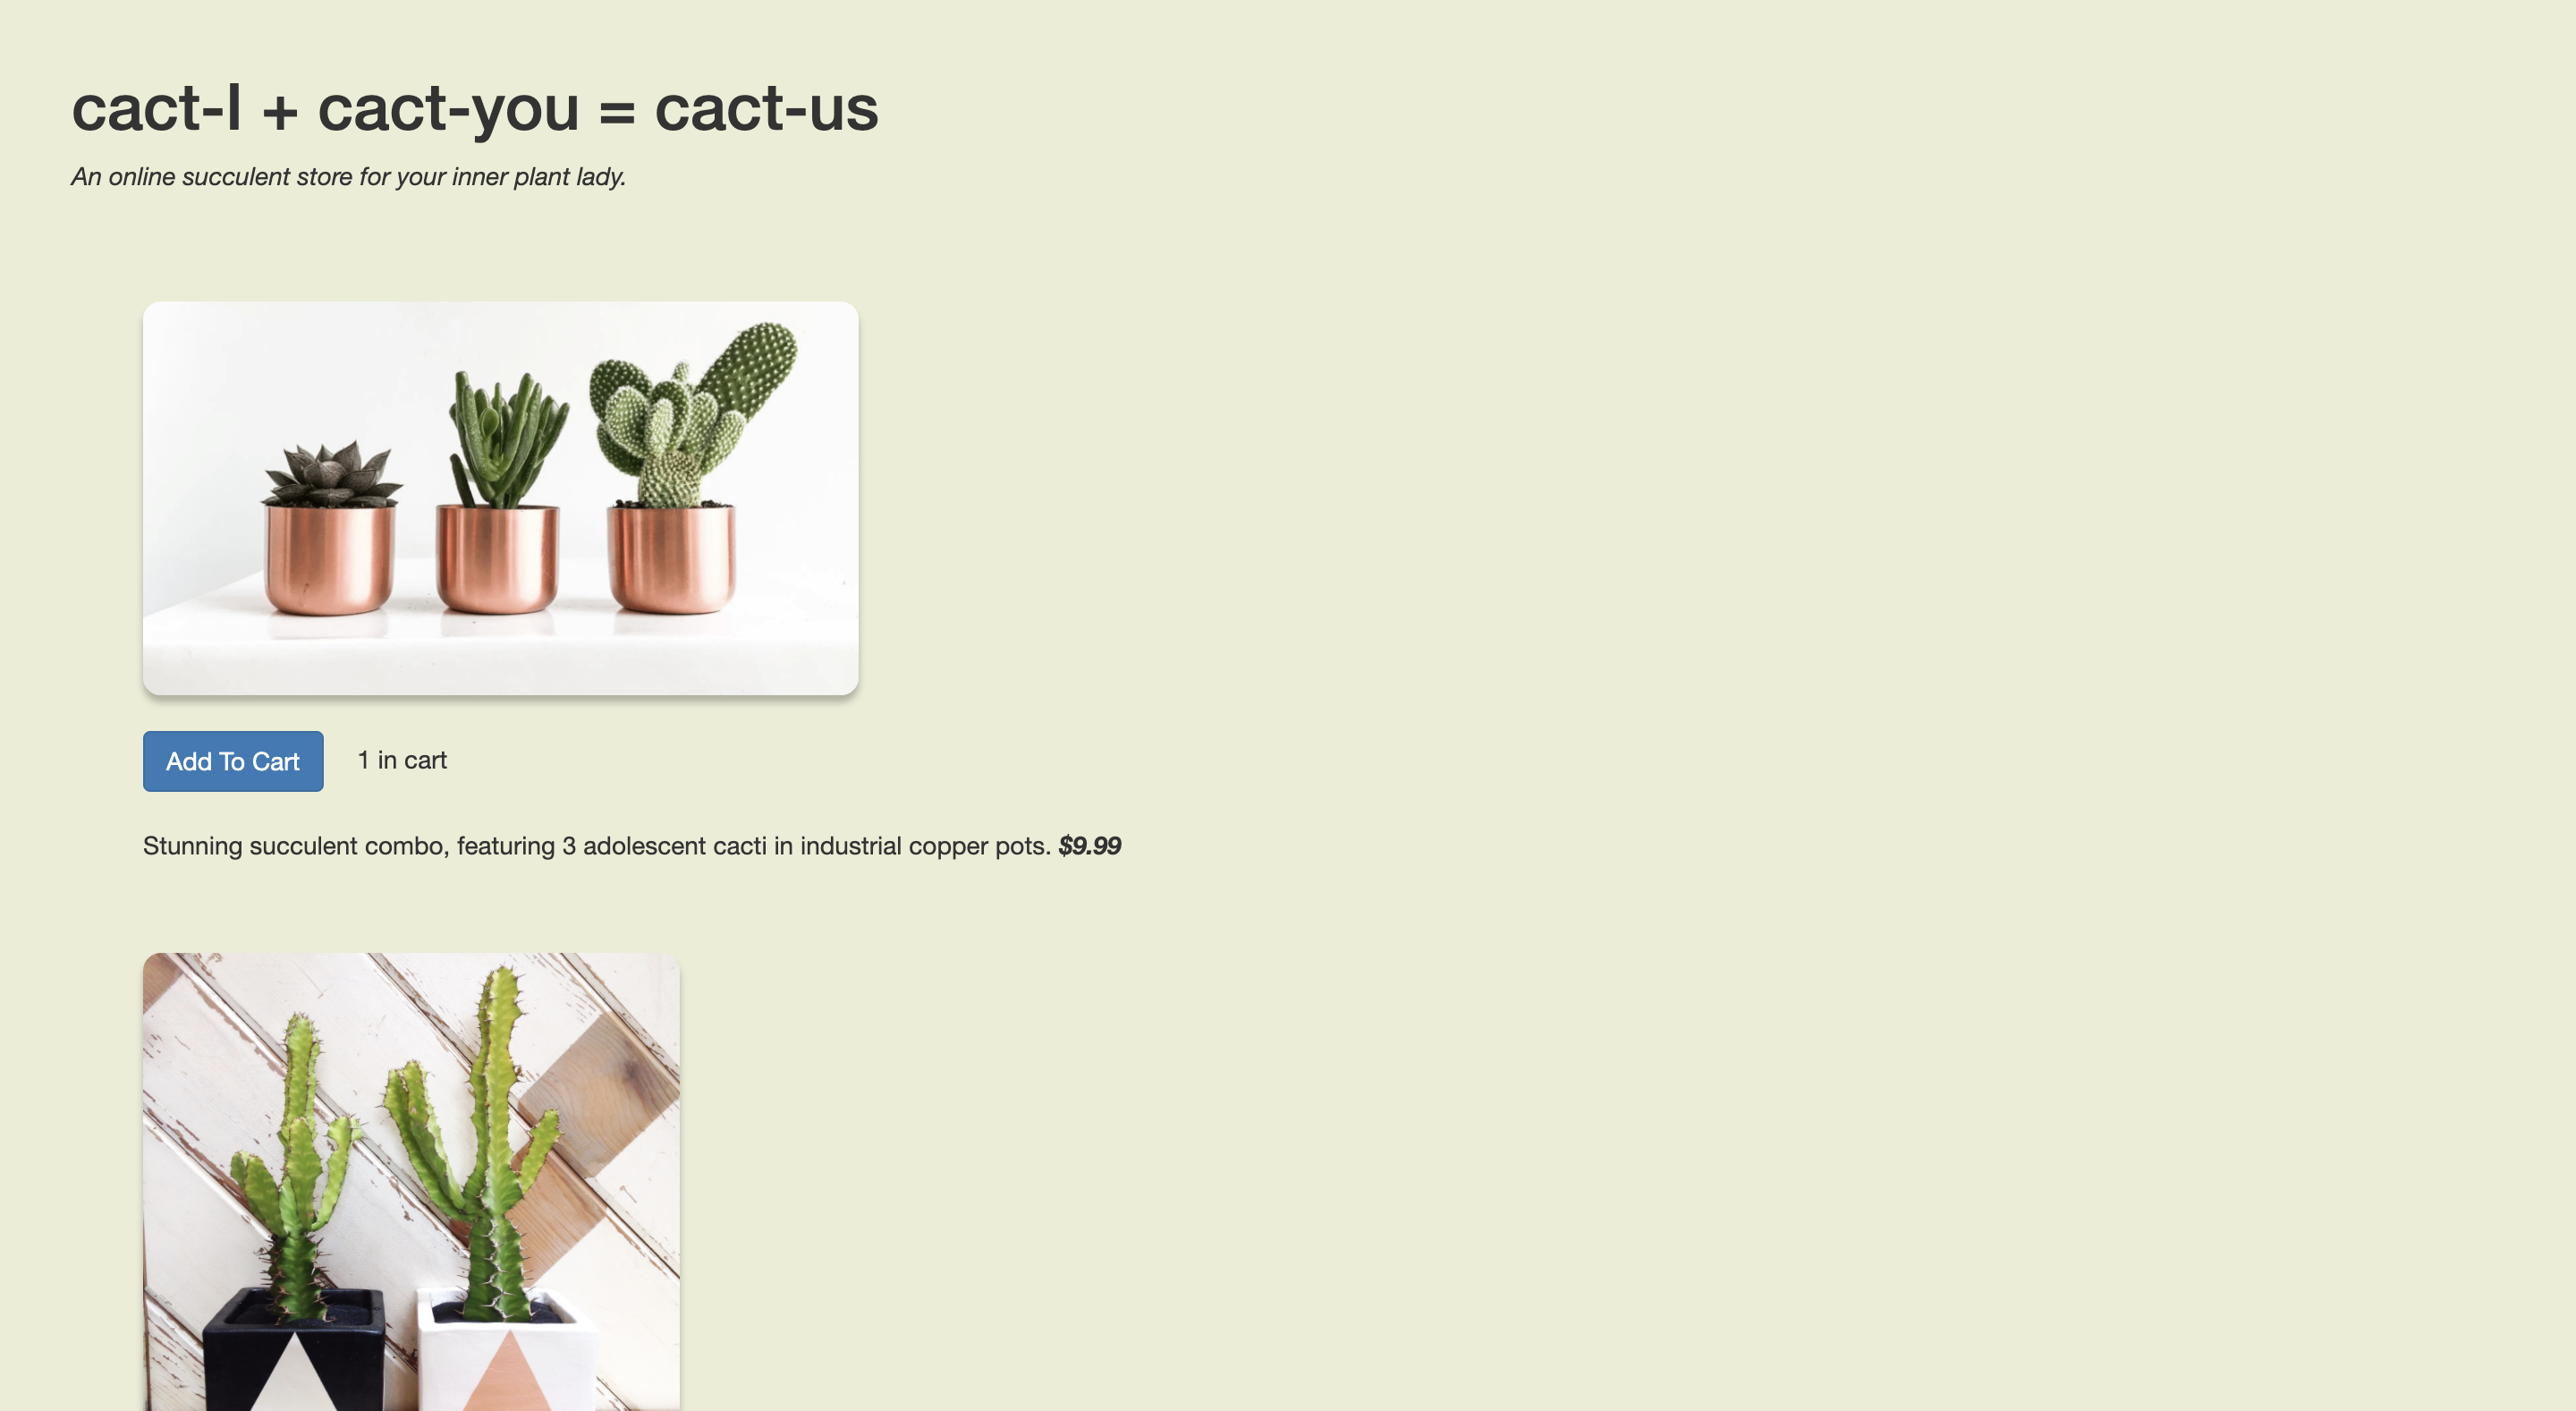 cact-I + cact-you = cact-us
An online succulent store for your inner plant lady.
Add To Cart
1 in cart
Stunning succulent combo, featuring 3 adolescent cacti in industrial copper pots. $9.99